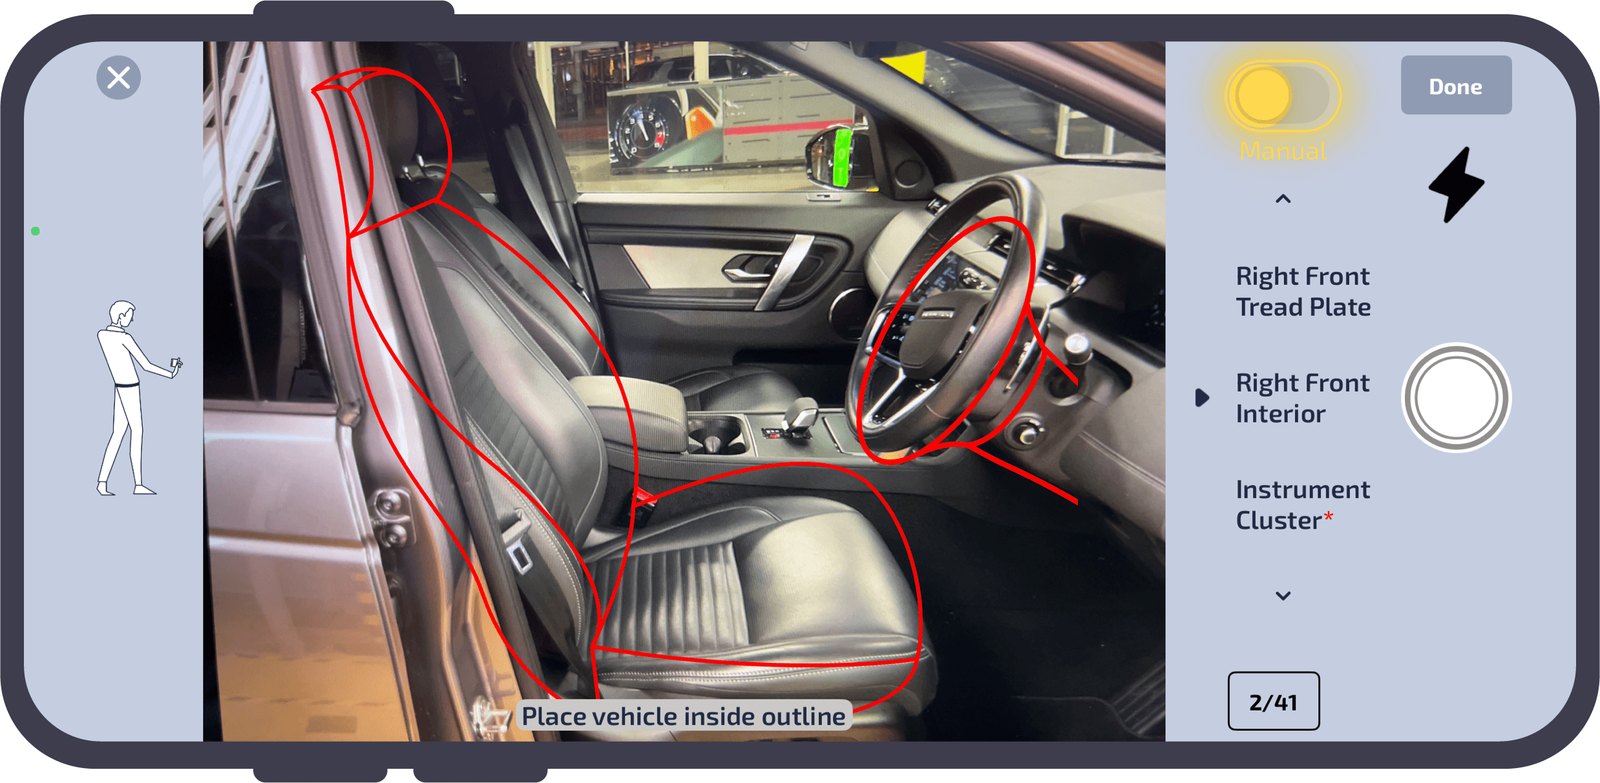 Manual
Done
Right Front
Tread Plate
Right Front
Interior
Instrument
Cluster*
2/41
Place vehicle inside outline